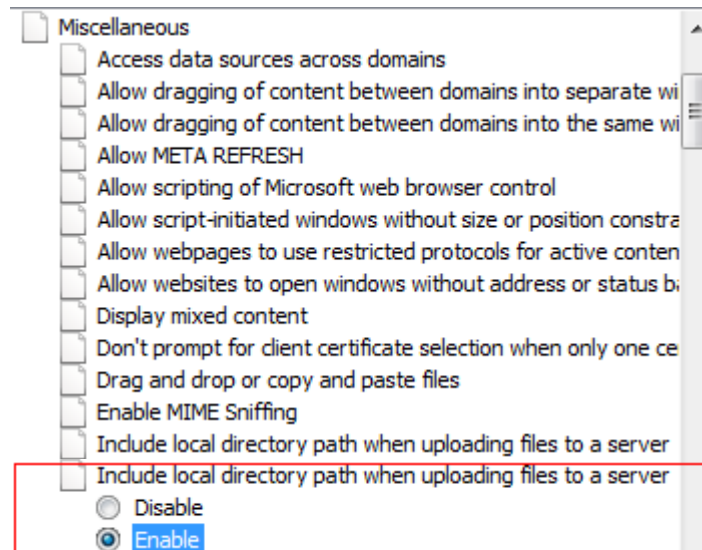 Miscellaneous
Access data sources across domains
Allow dragging of content between domains into separate wi
Allow dragging of content between domains into the same wi
Allow META REFRESH
Allow scripting of Microsoft web browser control
Allow script-initiated windows without size or position constra
Allow webpages to use restricted protocols for active conten
Allow websites to open windows without address or status ba
Display mixed content
Don't prompt for client certificate selection when only one ce
Drag and drop or copy and paste files
Enable MIME Sniffing
Include local directory path when uploading files to a server
Include local directory path when uploading files to a server
Disable
Enable